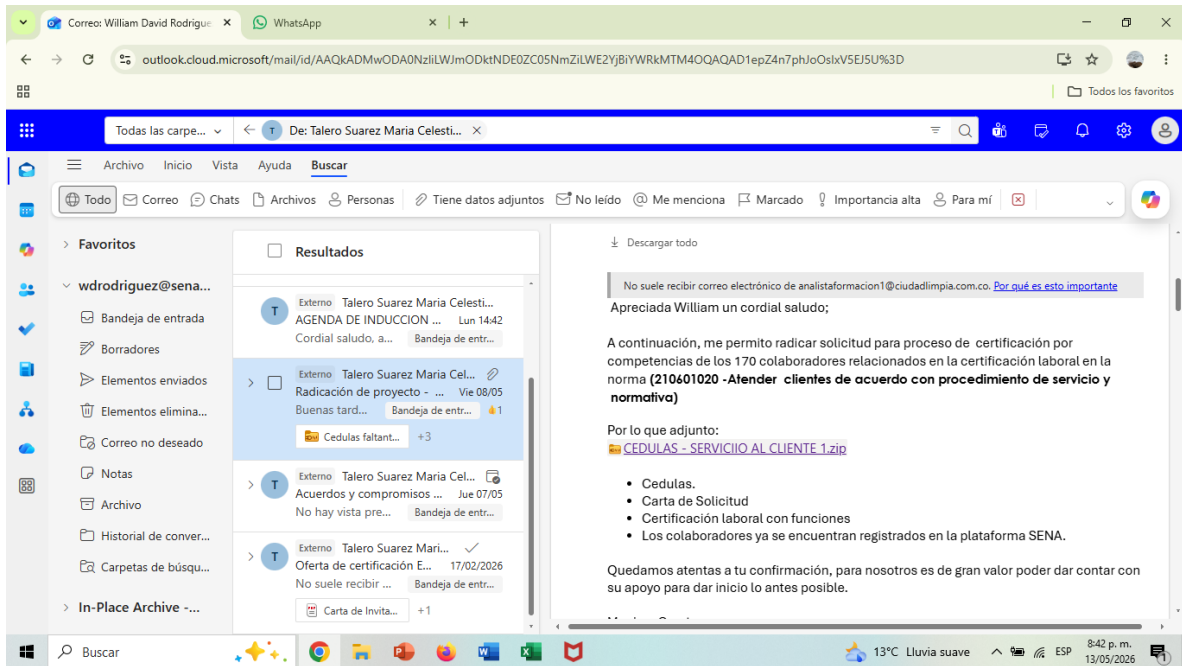 Correo: William David Rodrigue
WhatsApp
outlook.cloud.microsoft/mail/id/AAQkADMwODA0NzliLWJmODktNDE0ZC05NmZiLWE2YjBiYWRkMTM4OQAQAD1epZ4n7phJoOsIxV5EJ5U%3D
Todos los favoritos
Todas las carpe...
T De: Talero Suarez Maria Celesti...
Archivo Inicio Vista Ayuda Buscar
Todo Correo Chats Archivos Personas Tiene datos adjuntos No leído Me menciona Marcado Importancia alta Para mí
Favoritos
wdrodriguez@sena...
Bandeja de entrada
Borradores
Elementos enviados
Elementos elimina...
Correo no deseado
Notas
Archivo
Historial de conver...
Carpetas de búsqu...
In-Place Archive -...
Resultados
T
Externo Talero Suarez Maria Celesti...
AGENDA DE INDUCCION ... Lun 14:42
Cordial saludo, a... Bandeja de entr...
Externo Talero Suarez Maria Cel...
Radicación de proyecto - ... Vie 08/05
Buenas tard... Bandeja de entr... 1
Cedulas faltant... +3
T
Externo Talero Suarez Maria Cel...
Acuerdos y compromisos ... Jue 07/05
No hay vista pre... Bandeja de entr...
T
Externo Talero Suarez Mari...
Oferta de certificación E... 17/02/2026
No suele recibir ... Bandeja de entr...
Carta de Invita... +1
Descargar todo
No suele recibir correo electrónico de analistaformacion1@ciudadlimpia.com.co. Por qué es esto importante
Apreciada William un cordial saludo;
A continuación, me permito radicar solicitud para proceso de certificación por
competencias de los 170 colaboradores relacionados en la certificación laboral en la
norma (210601020 -Atender clientes de acuerdo con procedimiento de servicio y
normativa)
Por lo que adjunto:
CEDULAS - SERVICIIO AL CLIENTE 1.zip
• Cedulas.
• Carta de Solicitud
• Certificación laboral con funciones
• Los colaboradores ya se encuentran registrados en la plataforma SENA.
Quedamos atentas a tu confirmación, para nosotros es de gran valor poder dar contar con
su apoyo para dar inicio lo antes posible.
Buscar
13°C Lluvia suave
ESP
8:42 p. m.
13/05/2026
1